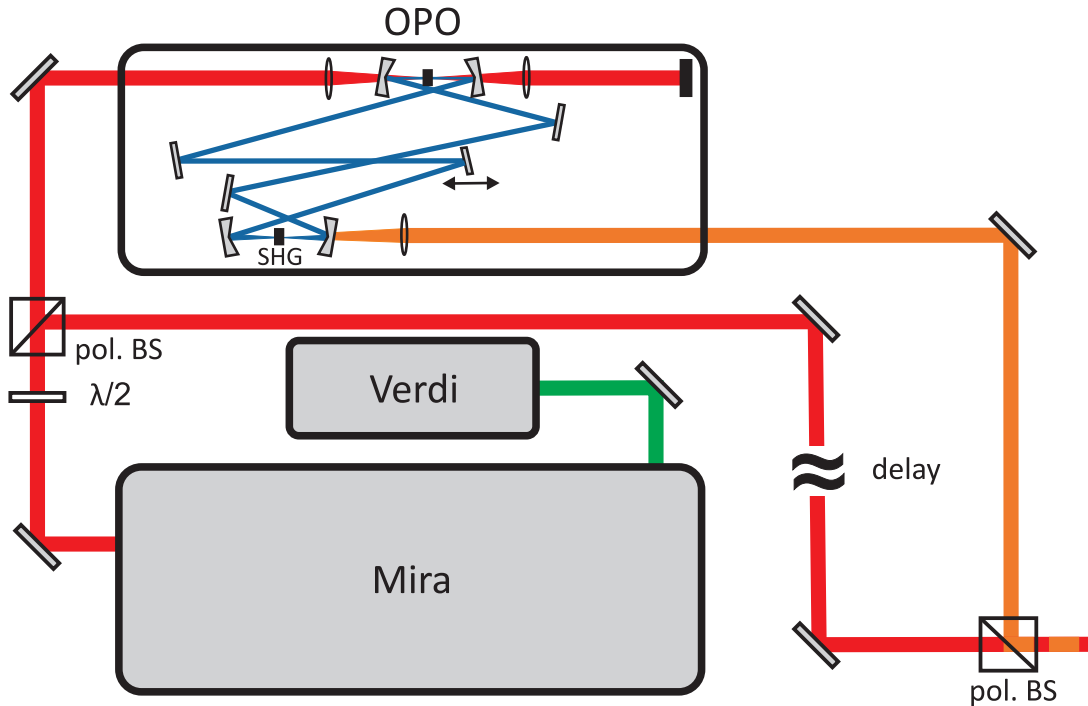 OPO
SHG
pol. BS
λ/2
Verdi
delay
Mira
pol. BS